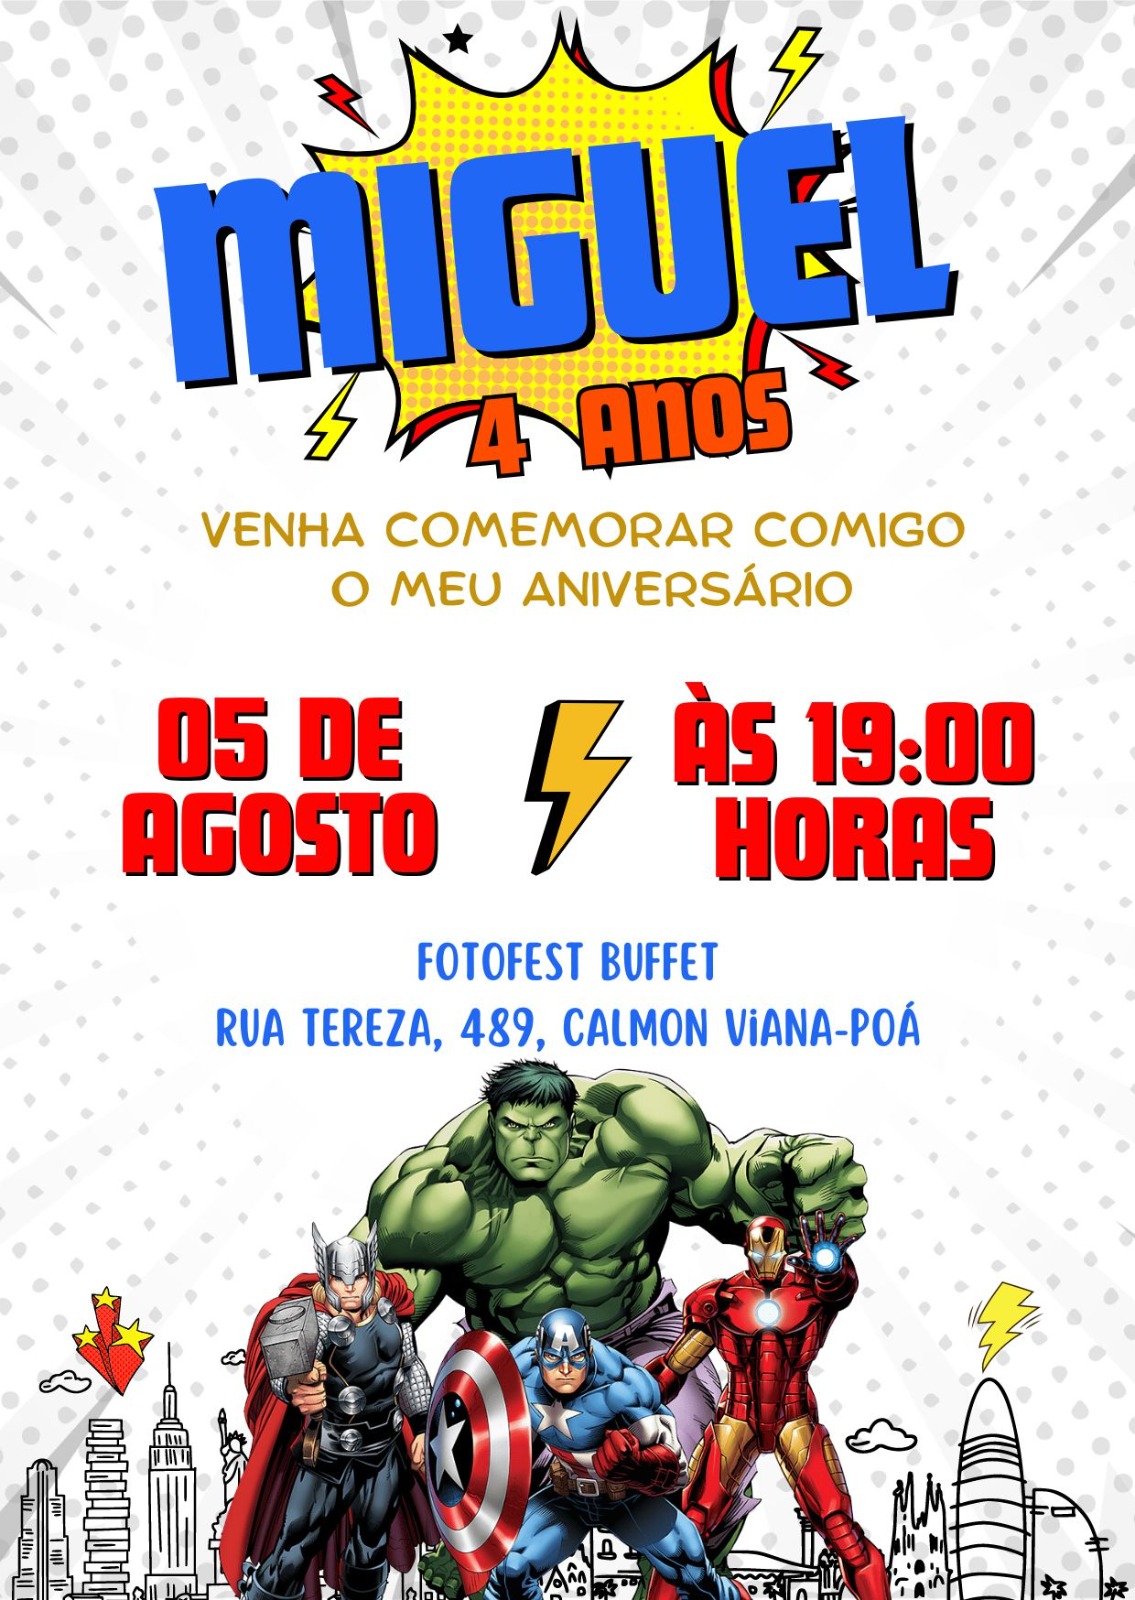 MIGUEL
4 ANOS
VENHA COMEMORAR COMIGO
O MEU ANIVERSÁRIO
05 DE
AGOSTO
ÀS 19:00
HORAS
FOTOFEST BUFFET
RUA TEREZA, 489, CALMON VIANA-POÁ
A